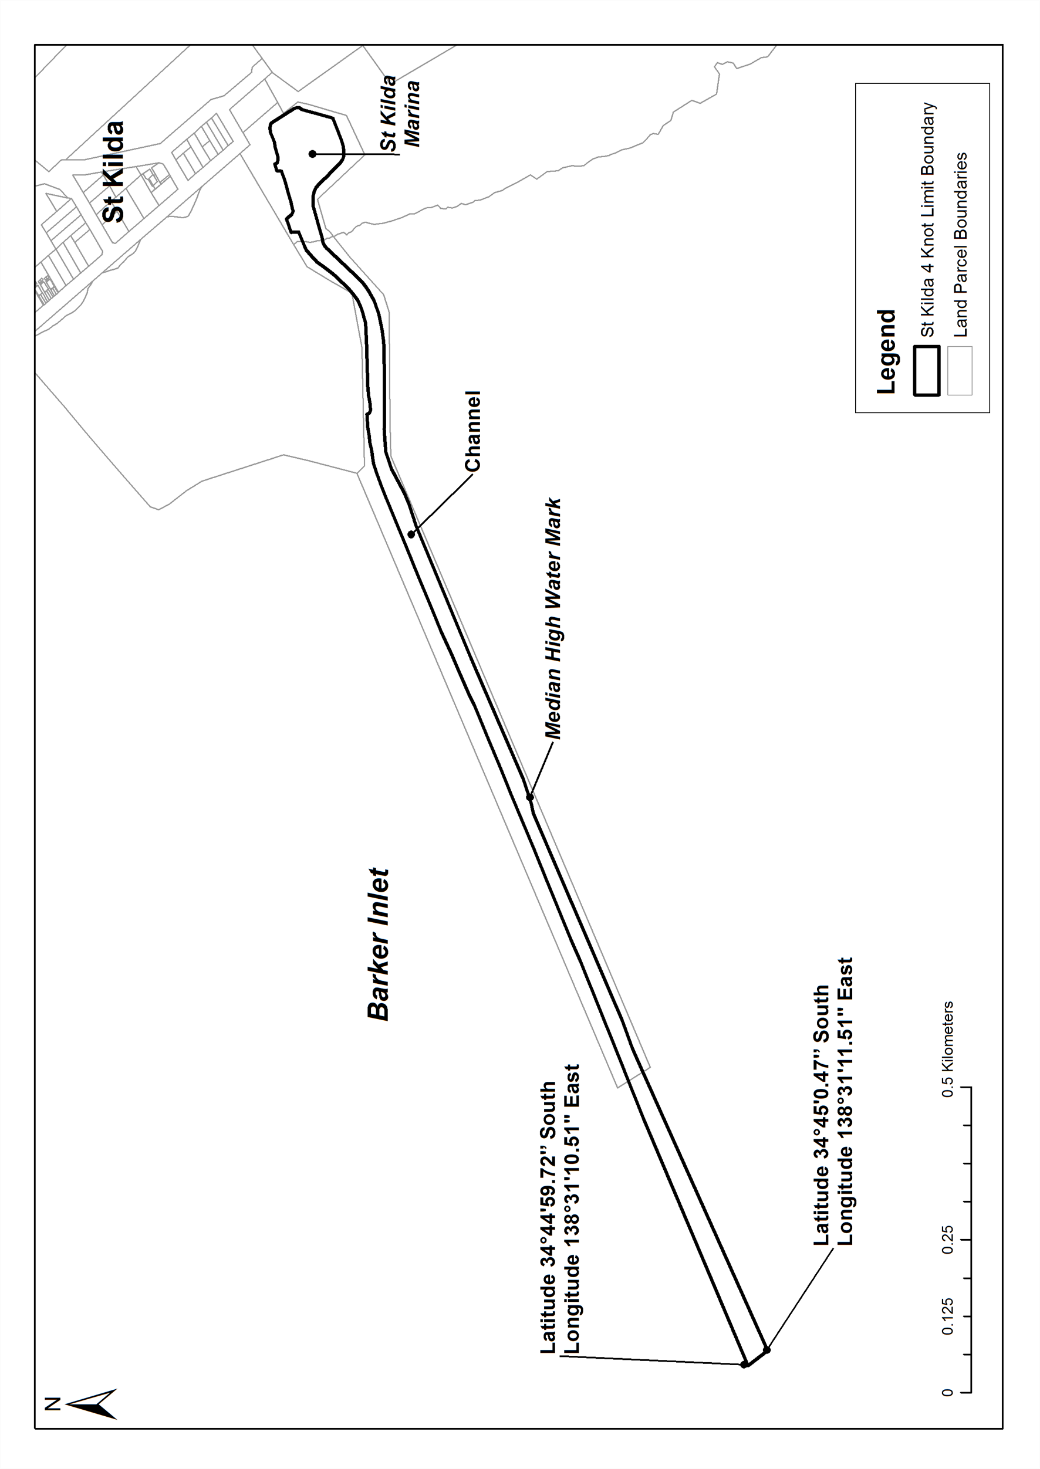 N
St Kilda
St Kilda
Marina
Channel
Median High Water Mark
Barker Inlet
Latitude 34°44'59.72" South
Longitude 138°31'10.51" East
Latitude 34°45'0.47" South
Longitude 138°31'11.51" East
0 0.125 0.25 0.5 Kilometers
Legend
St Kilda 4 Knot Limit Boundary
Land Parcel Boundaries